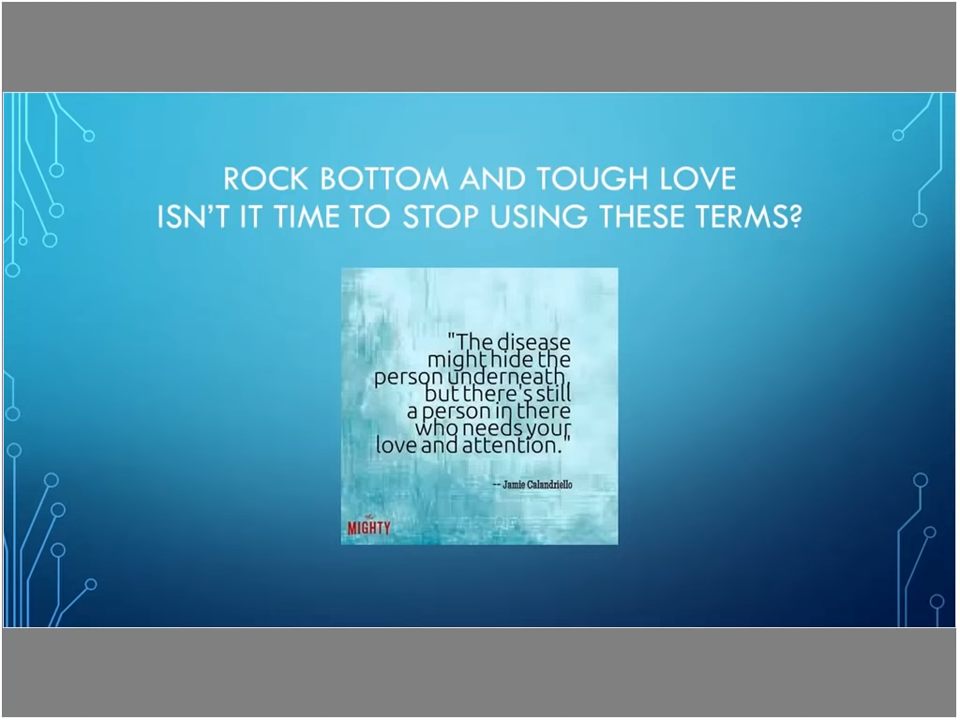 ROCK BOTTOM AND TOUGH LOVE
ISN'T IT TIME TO STOP USING THESE TERMS?
"The disease
might hide the
person underneath,
but there's still
a person in there
who needs your
love and attention."
-- Jamie Calandriello
the
MIGHTY